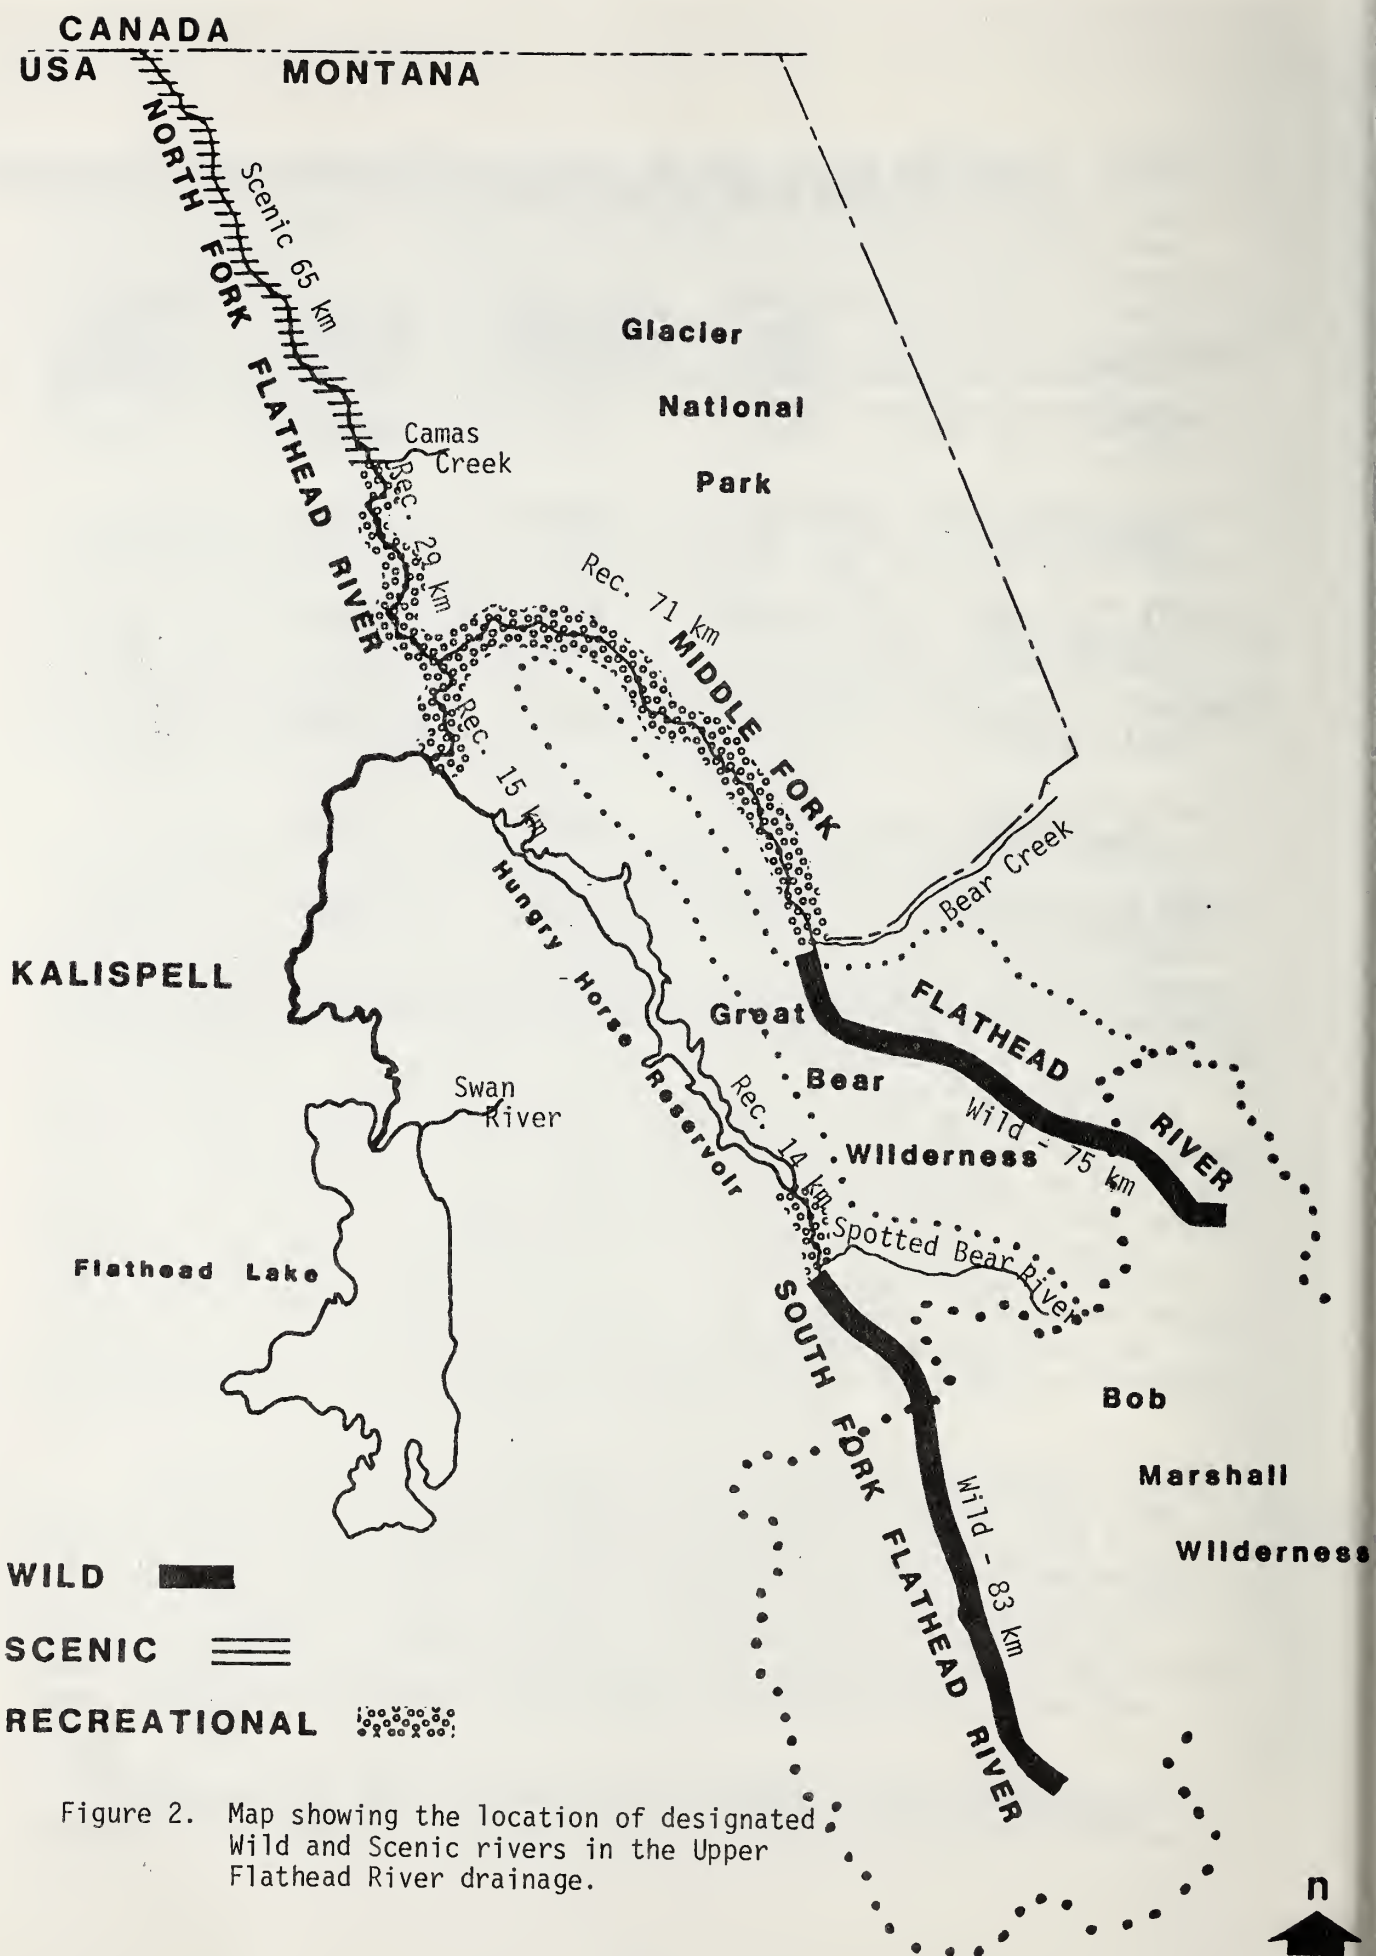 CANADA
USA
MONTANA
NORTH FORK FLATHEAD RIVER
Scenic 65 km
Glacier
National
Park
Camas
Creek
Rec. 29 km
Rec. 71 km
MIDDLE FORK
Rec. 15 km
Bear Creek
Hungry Horse Reservoir
KALISPELL
Great
Bear
Wilderness
FLATHEAD
RIVER
Wild - 75 km
Swan
River
Rec. 14 km
Spotted Bear River
Flathead Lake
SOUTH FORK FLATHEAD RIVER
Bob
Marshall
Wilderness
Wild - 83 km
WILD
SCENIC
RECREATIONAL
Figure 2. Map showing the location of designated
Wild and Scenic rivers in the Upper
Flathead River drainage.
n